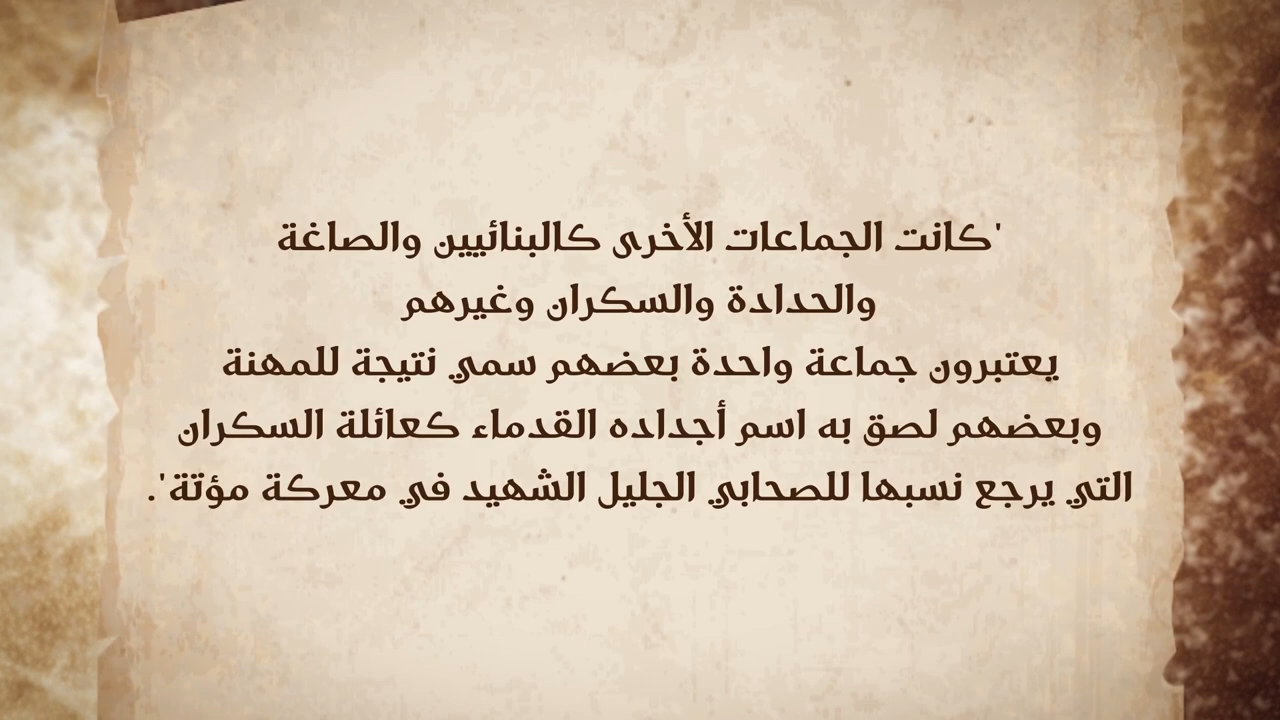 'كانت الجماعات الأخرى كالبنائيين والصاغة
والحدادة والسكران وغيرهم
يعتبرون جماعة واحدة بعضهم سمي نتيجة للمهنة
وبعضهم لصق به اسم أجداده القدماء كعائلة السكران
التي يرجع نسبها للصحابي الجليل الشهيد في معركة مؤتة'.